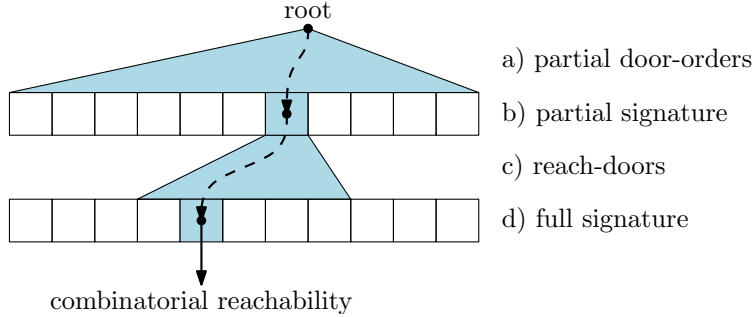 root
a) partial door-orders
b) partial signature
c) reach-doors
d) full signature
combinatorial reachability